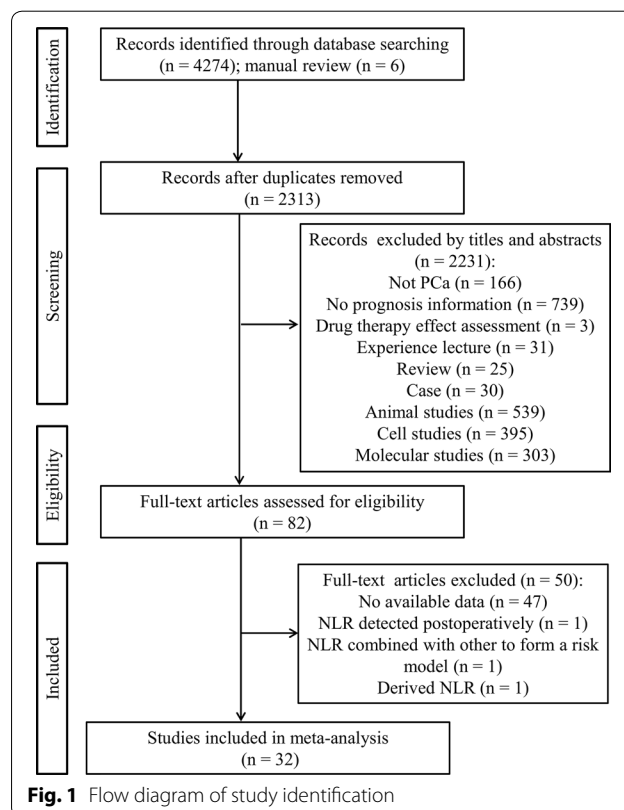 Identification
Records identified through database searching
(n = 4274); manual review (n = 6)
Screening
Records after duplicates removed
(n = 2313)
Records excluded by titles and abstracts
(n = 2231):
Not PCa (n = 166)
No prognosis information (n = 739)
Drug therapy effect assessment (n = 3)
Experience lecture (n = 31)
Review (n = 25)
Case (n = 30)
Animal studies (n = 539)
Cell studies (n = 395)
Molecular studies (n = 303)
Eligibility
Full-text articles assessed for eligibility
(n = 82)
Included
Full-text articles excluded (n = 50):
No available data (n = 47)
NLR detected postoperatively (n = 1)
NLR combined with other to form a risk
model (n = 1)
Derived NLR (n = 1)
Studies included in meta-analysis
(n = 32)
Fig. 1 Flow diagram of study identification